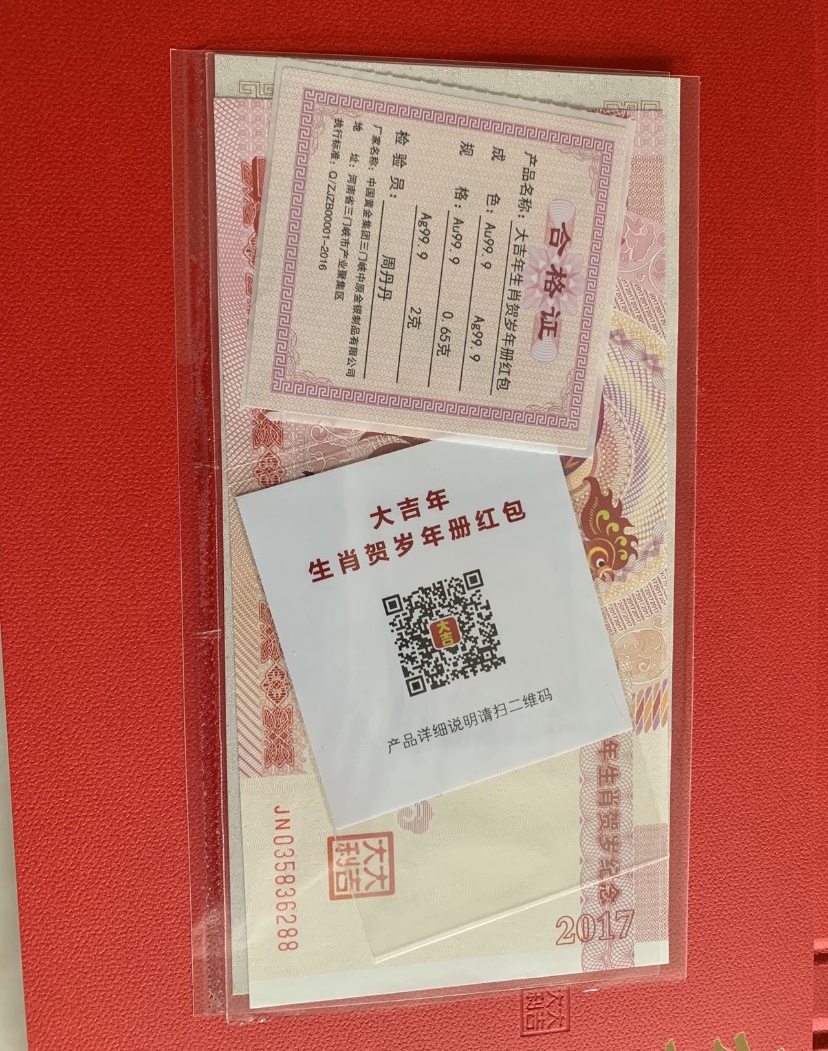 合格证
产品名称：大吉年生肖贺岁年册红包
成 色：Au99.9 Ag99.9
规 格：Au99.9 0.65克
Ag99.9 2克
检验员：周丹丹
厂家名称：中国黄金集团三门峡中原金银制品有限公司
地 址：河南省三门峡市产业聚集区
执行标准：Q/ZJZB00001-2016
大吉年
生肖贺岁年册红包
大吉
产品详细说明请扫二维码
年生肖贺岁纪念
2017
大吉
大利
JN035836288
大吉
大利